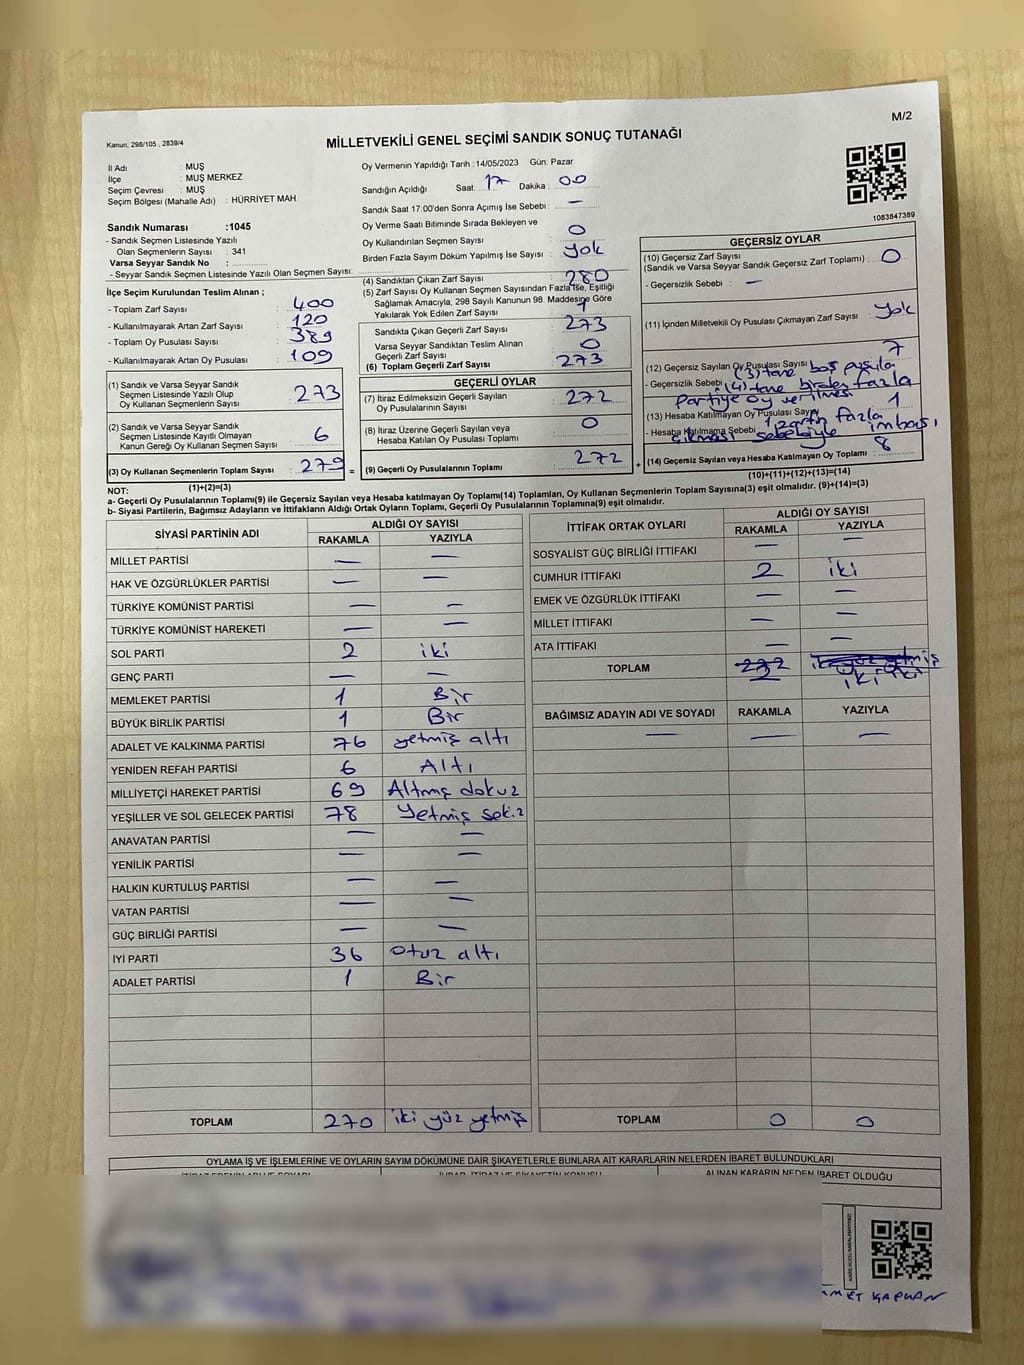 M/2
Kanun; 298/105 , 2839/4
MİLLETVEKİLİ GENEL SEÇİMİ SANDIK SONUÇ TUTANAĞI
İl Adı : MUŞ
İlçe : MUŞ MERKEZ
Seçim Çevresi : MUŞ
Seçim Bölgesi (Mahalle Adı) : HÜRRİYET MAH.
Sandık Numarası :1045
- Sandık Seçmen Listesinde Yazılı
Olan Seçmenlerin Sayısı : 341
Varsa Seyyar Sandık No :
- Seyyar Sandık Seçmen Listesinde Yazılı Olan Seçmen Sayısı:
Oy Vermenin Yapıldığı Tarih : 14/05/2023 Gün: Pazar
Sandığın Açıldığı Saat: 17 Dakika : 00
Sandık Saat 17:00'den Sonra Açımış İse Sebebi : —
Oy Verme Saati Bitiminde Sırada Bekleyen ve
Oy Kullandırılan Seçmen Sayısı : 0
Birden Fazla Sayım Döküm Yapılmış İse Sayısı : yok
1083847389
İlçe Seçim Kurulundan Teslim Alınan ;
- Toplam Zarf Sayısı : 400
- Kullanılmayarak Artan Zarf Sayısı : 120
- Toplam Oy Pusulası Sayısı : 389
- Kullanılmayarak Artan Oy Pusulası : 109
(1) Sandık ve Varsa Seyyar Sandık
Seçmen Listesinde Yazılı Olup
Oy Kullanan Seçmenlerin Sayısı : 273
(2) Sandık ve Varsa Seyyar Sandık
Seçmen Listesinde Kayıtlı Olmayan
Kanun Gereği Oy Kullanan Seçmen Sayısı : 6
(3) Oy Kullanan Seçmenlerin Toplam Sayısı : 279
(1)+(2)=(3)
(4) Sandıktan Çıkan Zarf Sayısı : 280
(5) Zarf Sayısı Oy Kullanan Seçmen Sayısından Fazla İse, Eşitliği
Sağlamak Amacıyla, 298 Sayılı Kanunun 98. Maddesine Göre
Yakılarak Yok Edilen Zarf Sayısı : 1
Sandıkta Çıkan Geçerli Zarf Sayısı : 273
Varsa Seyyar Sandıktan Teslim Alınan
Geçerli Zarf Sayısı : 0
(6) Toplam Geçerli Zarf Sayısı : 273
GEÇERLİ OYLAR
(7) İtiraz Edilmeksizin Geçerli Sayılan
Oy Pusulalarının Sayısı : 272
(8) İtiraz Üzerine Geçerli Sayılan veya
Hesaba Katılan Oy Pusulası Toplamı : 0
= (9) Geçerli Oy Pusulalarının Toplamı : 272 +
GEÇERSİZ OYLAR
(10) Geçersiz Zarf Sayısı
(Sandık ve Varsa Seyyar Sandık Geçersiz Zarf Toplamı) : 0
- Geçersizlik Sebebi : —
(11) İçinden Milletvekili Oy Pusulası Çıkmayan Zarf Sayısı : yok
(12) Geçersiz Sayılan Oy Pusulası Sayısı : 7
- Geçersizlik Sebebi : (3) tane boş pusula
(4) tane birden fazla
partiye oy verilmesi
(13) Hesaba Katılmayan Oy Pusulası Sayısı 1
- Hesaba Katılmama Sebebi : 1 zarfın fazla
çıkması sebebiyle imhası
(14) Geçersiz Sayılan veya Hesaba Katılmayan Oy Toplamı : 8
(10)+(11)+(12)+(13)=(14)
NOT:
a- Geçerli Oy Pusulalarının Toplamı(9) ile Geçersiz Sayılan veya Hesaba katılmayan Oy Toplamı(14) Toplamları, Oy Kullanan Seçmenlerin Toplam Sayısına(3) eşit olmalıdır. (9)+(14)=(3)
b- Siyasi Partilerin, Bağımsız Adayların ve İttifakların Aldığı Ortak Oyların Toplamı, Geçerli Oy Pusulalarının Toplamına(9) eşit olmalıdır.
SİYASİ PARTİNİN ADI ALDIĞI OY SAYISI
RAKAMLA YAZIYLA
MİLLET PARTİSİ — —
HAK VE ÖZGÜRLÜKLER PARTİSİ — —
TÜRKİYE KOMÜNİST PARTİSİ — —
TÜRKİYE KOMÜNİST HAREKETİ — —
SOL PARTİ 2 iki
GENÇ PARTİ — —
MEMLEKET PARTİSİ 1 Bir
BÜYÜK BİRLİK PARTİSİ 1 Bir
ADALET VE KALKINMA PARTİSİ 76 yetmiş altı
YENİDEN REFAH PARTİSİ 6 Altı
MİLLİYETÇİ HAREKET PARTİSİ 69 Altmış dokuz
YEŞİLLER VE SOL GELECEK PARTİSİ 78 Yetmiş sekiz
ANAVATAN PARTİSİ — —
YENİLİK PARTİSİ — —
HALKIN KURTULUŞ PARTİSİ — —
VATAN PARTİSİ — —
GÜÇ BİRLİĞİ PARTİSİ — —
İYİ PARTİ 36 otuz altı
ADALET PARTİSİ 1 Bir
TOPLAM 270 iki yüz yetmiş
İTTİFAK ORTAK OYLARI ALDIĞI OY SAYISI
RAKAMLA YAZIYLA
SOSYALİST GÜÇ BİRLİĞİ İTTİFAKI — —
CUMHUR İTTİFAKI 2 iki
EMEK VE ÖZGÜRLÜK İTTİFAKI — —
MİLLET İTTİFAKI — —
ATA İTTİFAKI — —
TOPLAM 2 iki
BAĞIMSIZ ADAYIN ADI VE SOYADI RAKAMLA YAZIYLA
— — —
TOPLAM 0 0
OYLAMA İŞ VE İŞLEMLERİNE VE OYLARIN SAYIM DÖKÜMÜNE DAİR ŞİKAYETLERLE BUNLARA AİT KARARLARIN NELERDEN İBARET BULUNDUKLARI
ALINAN KARARIN NEDEN İBARET OLDUĞU
KAPLAN